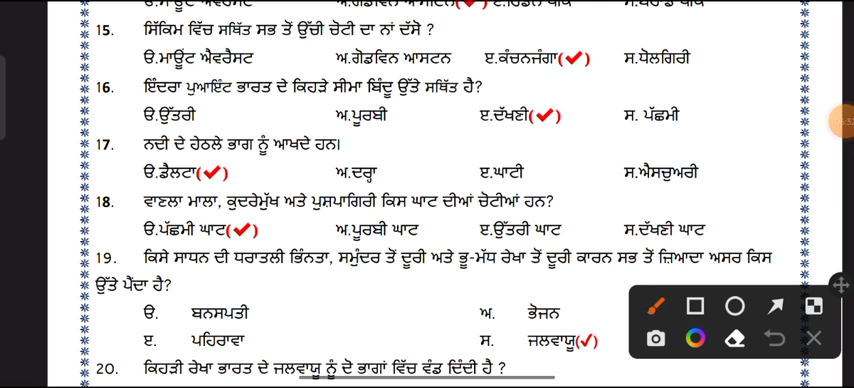 15. ਸਿੱਕਿਮ ਵਿੱਚ ਸਥਿੱਤ ਸਭ ਤੋਂ ਉੱਚੀ ਚੋਟੀ ਦਾ ਨਾਂ ਦੱਸੋ ?
ੳ.ਮਾਊਂਟ ਐਵਰੈਸਟ ਅ.ਗੋਡਵਿਨ ਆਸਟਨ ੲ.ਕੰਚਨਜੰਗਾ(✔) ਸ.ਧੋਲਗਿਰੀ
16. ਇੰਦਰਾ ਪੁਆਇੰਟ ਭਾਰਤ ਦੇ ਕਿਹੜੇ ਸੀਮਾ ਬਿੰਦੂ ਉੱਤੇ ਸਥਿੱਤ ਹੈ?
ੳ.ਉੱਤਰੀ ਅ.ਪੂਰਬੀ ੲ.ਦੱਖਣੀ(✔) ਸ. ਪੱਛਮੀ
17. ਨਦੀ ਦੇ ਹੇਠਲੇ ਭਾਗ ਨੂੰ ਆਖਦੇ ਹਨ।
ੳ.ਡੈਲਟਾ(✔) ਅ.ਦਰ੍ਹਾ ੲ.ਘਾਟੀ ਸ.ਐਸਚੁਅਰੀ
18. ਵਾਣਲਾ ਮਾਲਾ, ਕੁਦਰੇਮੁੱਖ ਅਤੇ ਪੁਸ਼ਪਾਗਿਰੀ ਕਿਸ ਘਾਟ ਦੀਆਂ ਚੋਟੀਆਂ ਹਨ?
ੳ.ਪੱਛਮੀ ਘਾਟ(✔) ਅ.ਪੂਰਬੀ ਘਾਟ ੲ.ਉੱਤਰੀ ਘਾਟ ਸ.ਦੱਖਣੀ ਘਾਟ
19. ਕਿਸੇ ਸਾਧਨ ਦੀ ਧਰਾਤਲੀ ਭਿੰਨਤਾ, ਸਮੁੰਦਰ ਤੋਂ ਦੂਰੀ ਅਤੇ ਭੂ-ਮੱਧ ਰੇਖਾ ਤੋਂ ਦੂਰੀ ਕਾਰਨ ਸਭ ਤੋਂ ਜ਼ਿਆਦਾ ਅਸਰ ਕਿਸ
ਉੱਤੇ ਪੈਂਦਾ ਹੈ?
ੳ. ਬਨਸਪਤੀ ਅ. ਭੋਜਨ
ੲ. ਪਹਿਰਾਵਾ ਸ. ਜਲਵਾਯੂ(✓)
20. ਕਿਹੜੀ ਰੇਖਾ ਭਾਰਤ ਦੇ ਜਲਵਾਯੂ ਨੂੰ ਦੋ ਭਾਗਾਂ ਵਿੱਚ ਵੰਡ ਦਿੰਦੀ ਹੈ ?